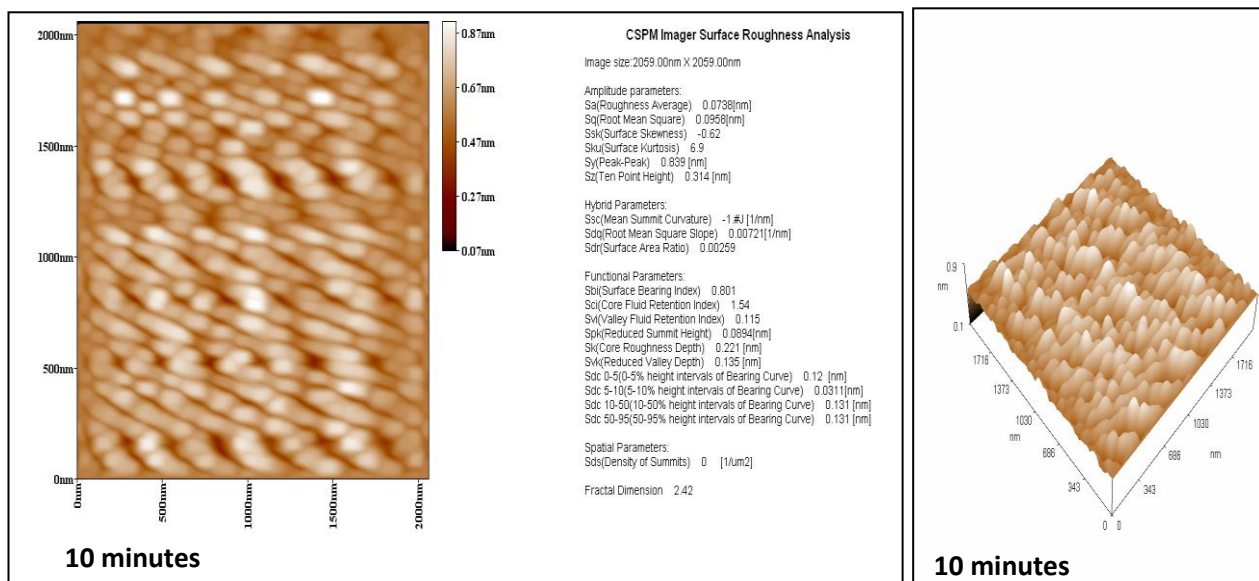 2000nm
1500nm
1000nm
500nm
0nm
0nm
500nm
1000nm
1500nm
2000nm
0.87nm
0.67nm
0.47nm
0.27nm
0.07nm
10 minutes
CSPM Imager Surface Roughness Analysis
Image size:2059.00nm X 2059.00nm
Amplitude parameters:
Sa(Roughness Average) 0.0738[nm]
Sq(Root Mean Square) 0.0958[nm]
Ssk(Surface Skewness) -0.62
Sku(Surface Kurtosis) 6.9
Sy(Peak-Peak) 0.839 [nm]
Sz(Ten Point Height) 0.314 [nm]
Hybrid Parameters:
Ssc(Mean Summit Curvature) -1.#J [1/nm]
Sdq(Root Mean Square Slope) 0.00721[1/nm]
Sdr(Surface Area Ratio) 0.00259
Functional Parameters:
Sbi(Surface Bearing Index) 0.801
Sci(Core Fluid Retention Index) 1.54
Svi(Valley Fluid Retention Index) 0.115
Spk(Reduced Summit Height) 0.0894[nm]
Sk(Core Roughness Depth) 0.221 [nm]
Svk(Reduced Valley Depth) 0.135 [nm]
Sdc 0-5(0-5% height intervals of Bearing Curve) 0.12 [nm]
Sdc 5-10(5-10% height intervals of Bearing Curve) 0.0311[nm]
Sdc 10-50(10-50% height intervals of Bearing Curve) 0.131 [nm]
Sdc 50-95(50-95% height intervals of Bearing Curve) 0.131 [nm]
Spatial Parameters:
Sds(Density of Summits) 0 [1/um2]
Fractal Dimension 2.42
0.9
nm
0.1
1716
1373
1030
nm
686
343
0
0
343
686
nm
1030
1373
1716
10 minutes